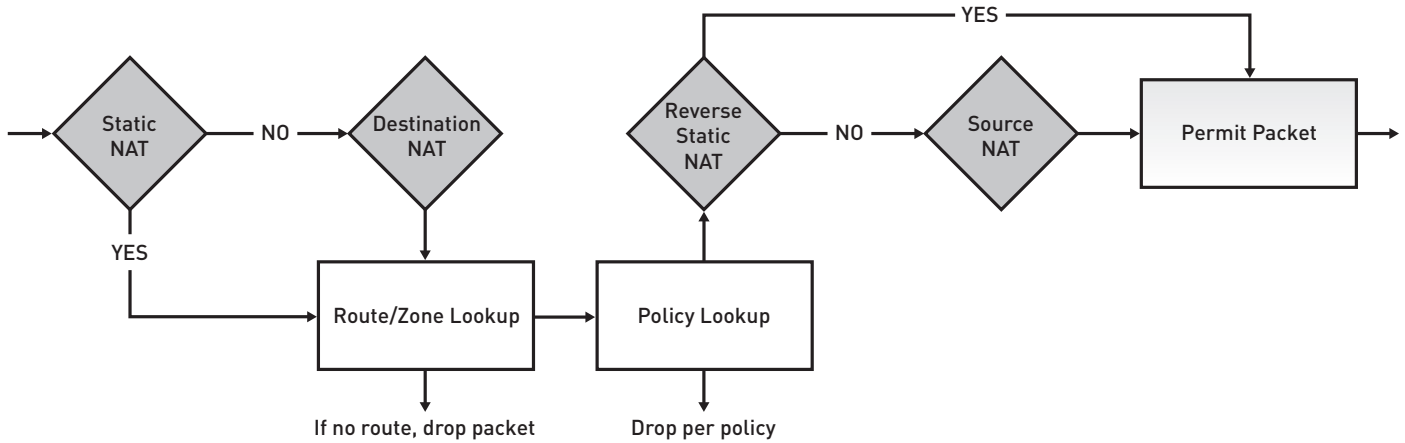 YES
Static
NAT
NO
Destination
NAT
Reverse
Static
NAT
NO
Source
NAT
Permit Packet
YES
Route/Zone Lookup
Policy Lookup
If no route, drop packet
Drop per policy